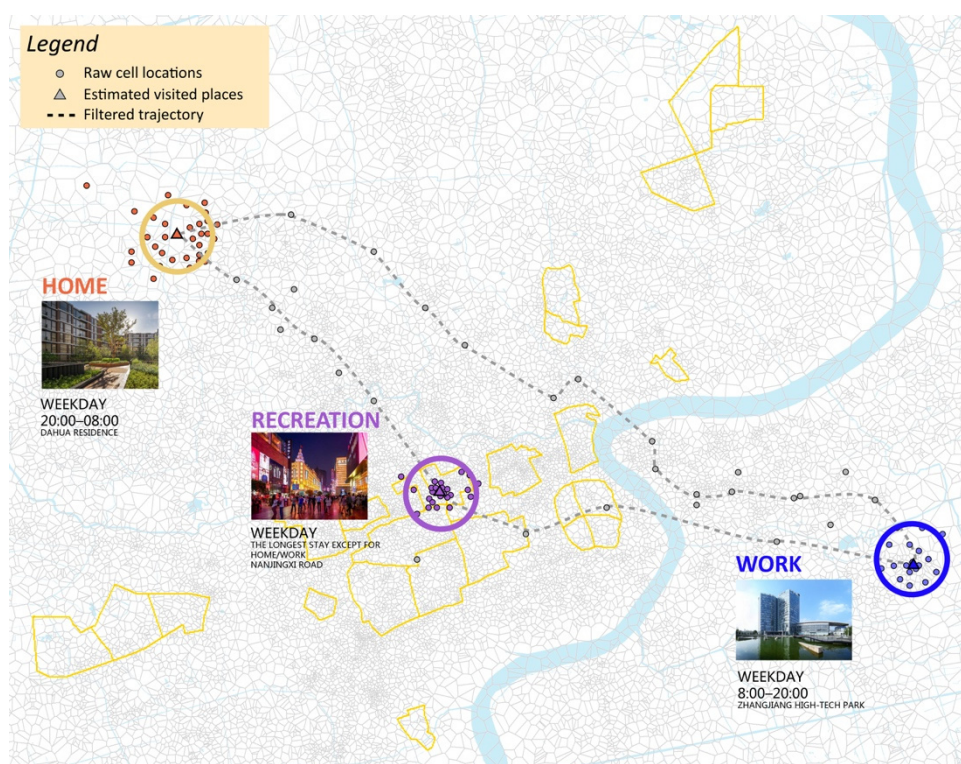 Legend
Raw cell locations
Estimated visited places
Filtered trajectory
HOME
WEEKDAY
20:00–08:00
DAHUA RESIDENCE
RECREATION
WEEKDAY
THE LONGEST STAY EXCEPT FOR
HOME/WORK
NANJINGXI ROAD
WORK
WEEKDAY
8:00–20:00
ZHANGJIANG HIGH-TECH PARK